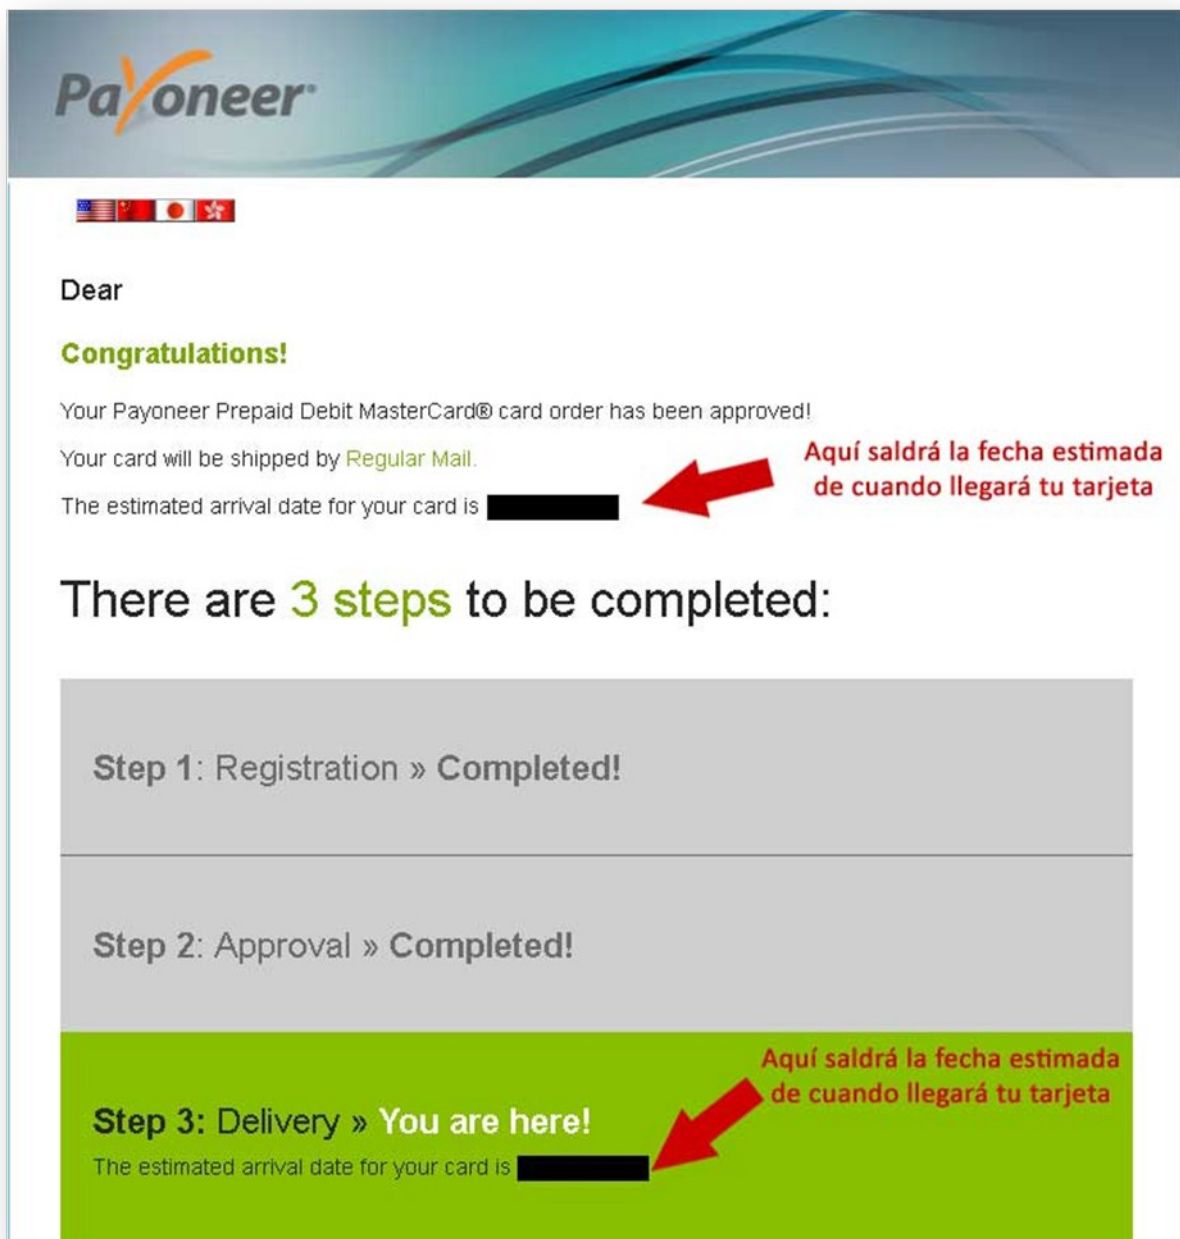 Payoneer®
Dear
Congratulations!
Your Payoneer Prepaid Debit MasterCard® card order has been approved!
Your card will be shipped by Regular Mail.
The estimated arrival date for your card is
Aquí saldrá la fecha estimada
de cuando llegará tu tarjeta
There are 3 steps to be completed:
Step 1: Registration » Completed!
Step 2: Approval » Completed!
Step 3: Delivery » You are here!
The estimated arrival date for your card is
Aquí saldrá la fecha estimada
de cuando llegará tu tarjeta